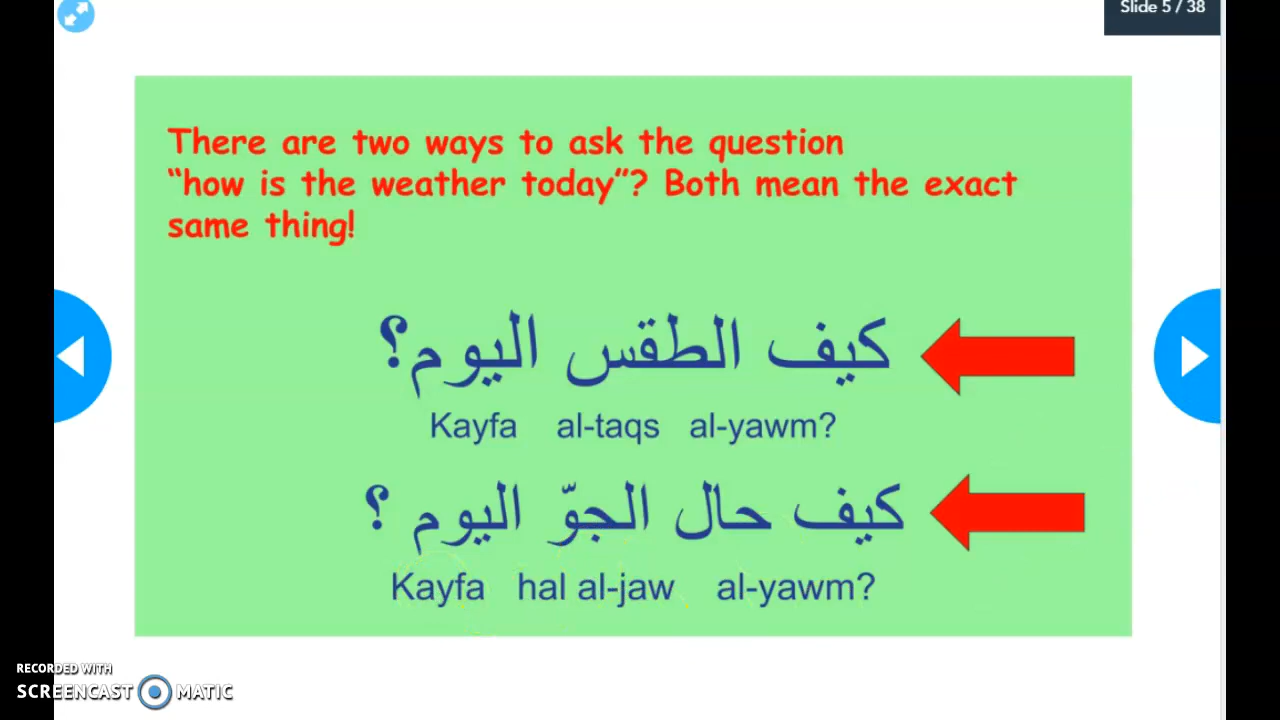 Slide 5 / 38
There are two ways to ask the question
“how is the weather today”? Both mean the exact
same thing!
كيف الطقس اليوم؟
Kayfa al-taqs al-yawm?
كيف حال الجوّ اليوم ؟
Kayfa hal al-jaw al-yawm?
RECORDED WITH
SCREENCAST MATIC